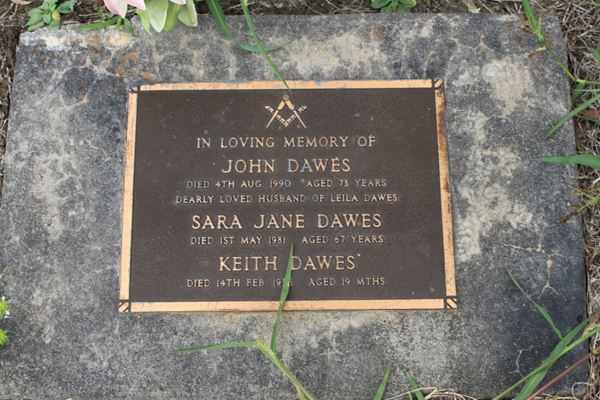 IN LOVING MEMORY OF
JOHN DAWES
DIED 4TH AUG 1990 AGED 75 YEARS
DEARLY LOVED HUSBAND OF LEILA DAWES
SARA JANE DAWES
DIED 1ST MAY 1981 AGED 67 YEARS
KEITH DAWES
DIED 14TH FEB AGED 19 MTHS